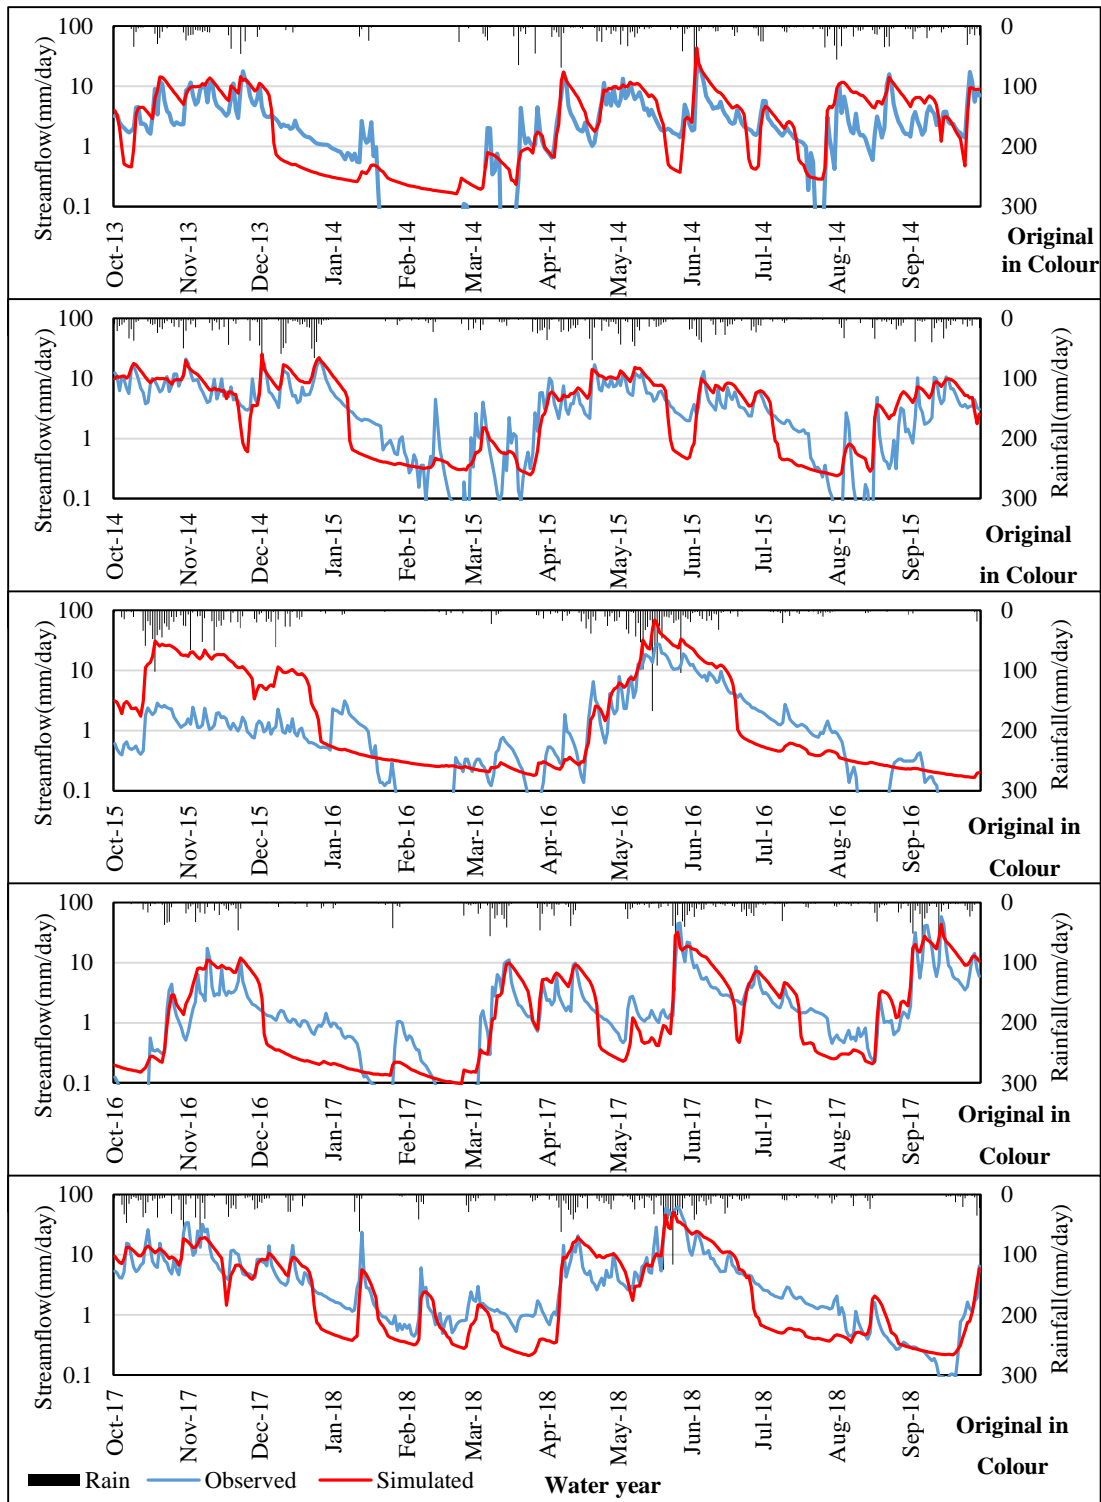 Streamflow(mm/day)
100
10
1
0.1
0
100
200
300
Oct-13
Nov-13
Dec-13
Jan-14
Feb-14
Mar-14
Apr-14
May-14
Jun-14
Jul-14
Aug-14
Sep-14
Original
in Colour
Streamflow(mm/day)
100
10
1
0.1
0
100
200
300
Rainfall(mm/day)
Oct-14
Nov-14
Dec-14
Jan-15
Feb-15
Mar-15
Apr-15
May-15
Jun-15
Jul-15
Aug-15
Sep-15
Original
in Colour
Streamflow(mm/day)
100
10
1
0.1
0
100
200
300
Rainfall(mm/day)
Oct-15
Nov-15
Dec-15
Jan-16
Feb-16
Mar-16
Apr-16
May-16
Jun-16
Jul-16
Aug-16
Sep-16
Original in
Colour
Streamflow(mm/day)
100
10
1
0.1
0
100
200
300
Rainfall(mm/day)
Oct-16
Nov-16
Dec-16
Jan-17
Feb-17
Mar-17
Apr-17
May-17
Jun-17
Jul-17
Aug-17
Sep-17
Original in
Colour
Streamflow(mm/day)
100
10
1
0.1
0
100
200
300
Rainfall(mm/day)
Oct-17
Nov-17
Dec-17
Jan-18
Feb-18
Mar-18
Apr-18
May-18
Jun-18
Jul-18
Aug-18
Sep-18
Original in
Colour
Rain
Observed
Simulated
Water year